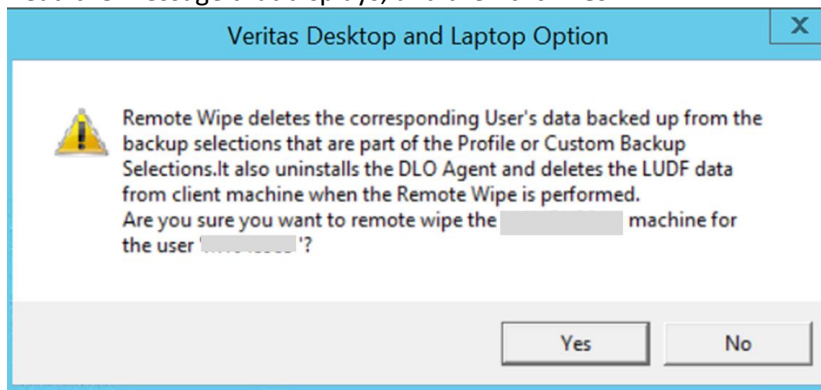 Veritas Desktop and Laptop Option
X
Remote Wipe deletes the corresponding User's data backed up from the
backup selections that are part of the Profile or Custom Backup
Selections.It also uninstalls the DLO Agent and deletes the LUDF data
from client machine when the Remote Wipe is performed.
Are you sure you want to remote wipe the machine for
the user ' '?
Yes No